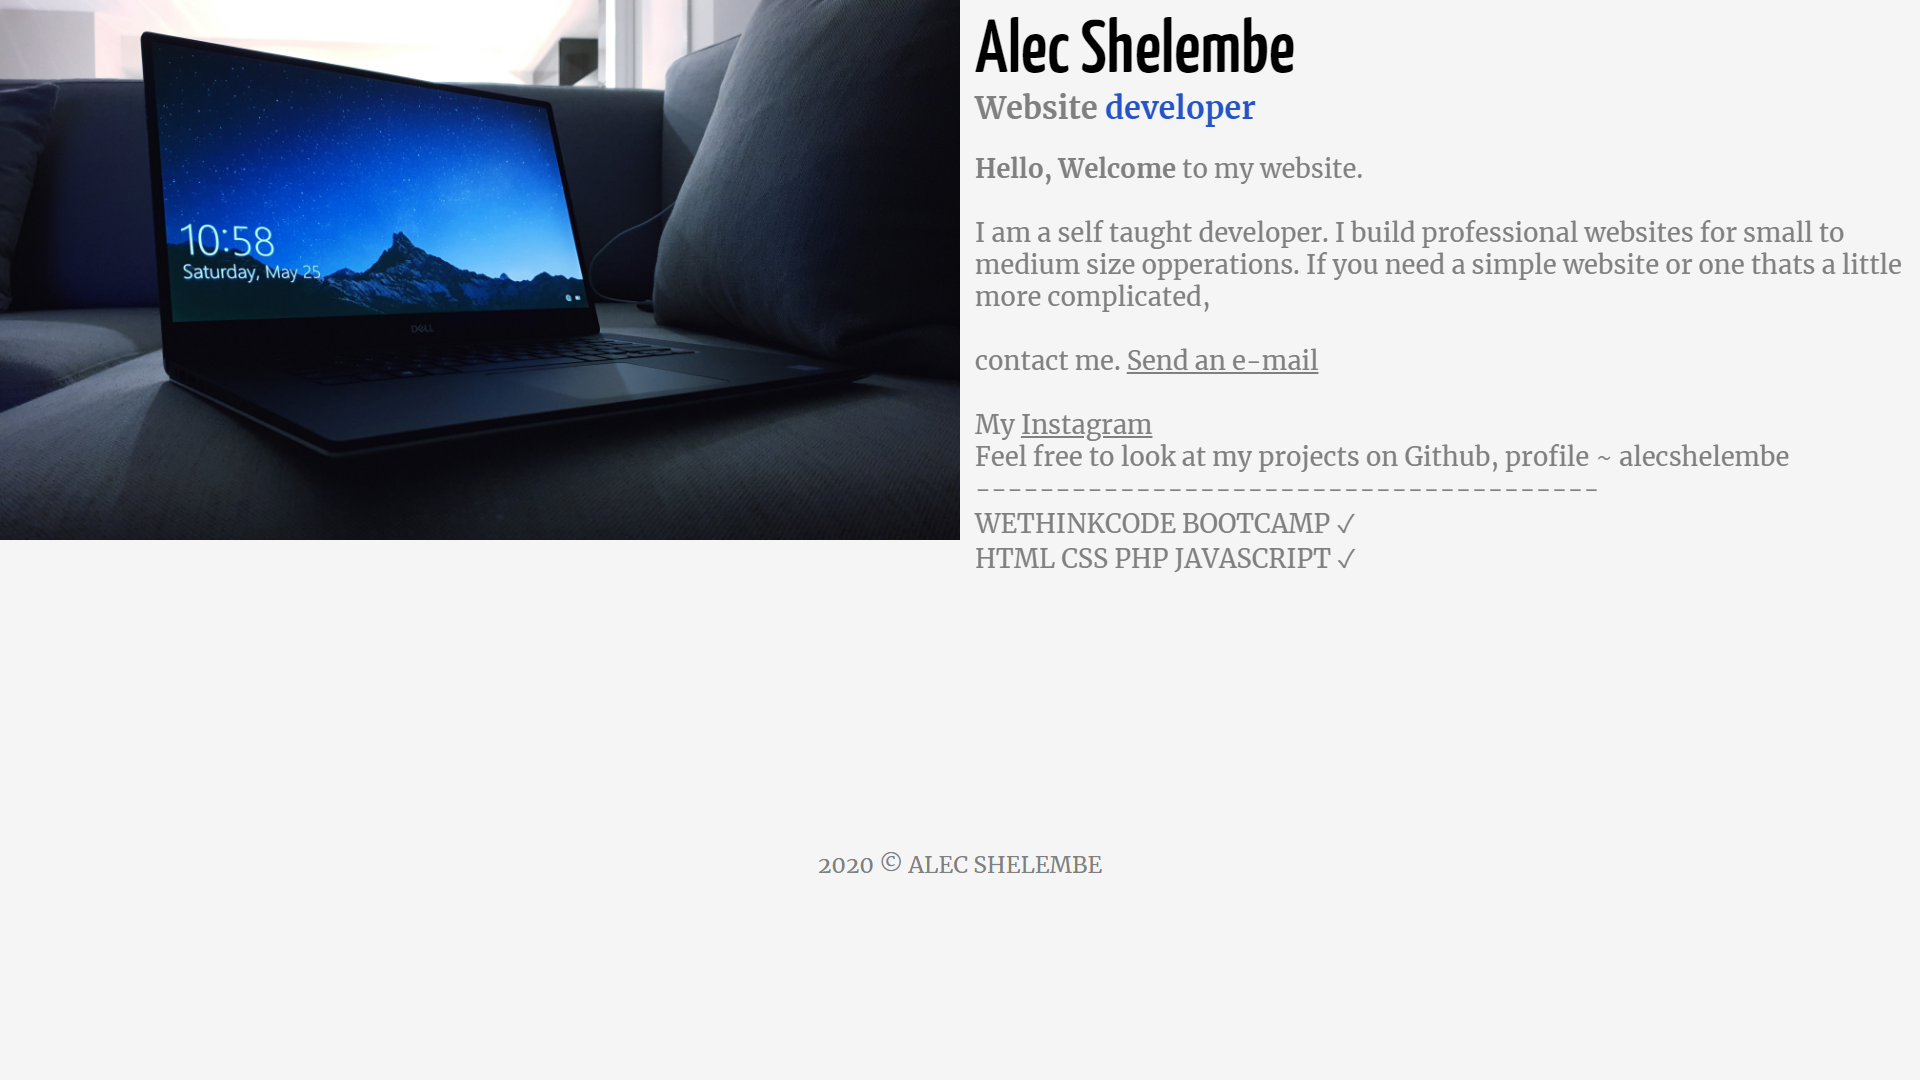 Alec Shelembe
Website developer
Hello, Welcome to my website.
I am a self taught developer. I build professional websites for small to
medium size opperations. If you need a simple website or one thats a little
more complicated,
contact me. Send an e-mail
My Instagram
Feel free to look at my projects on Github, profile ~ alecshelembe
---------------------------------------
WETHINKCODE BOOTCAMP ✓
HTML CSS PHP JAVASCRIPT ✓
10:58
Saturday, May 25
DELL
2020 © ALEC SHELEMBE